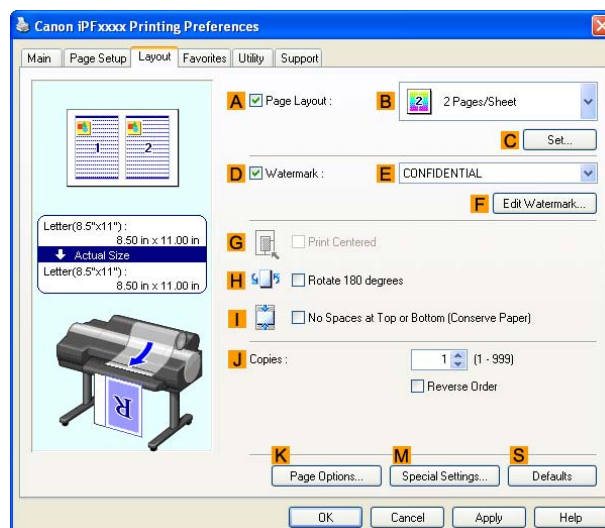 Canon iPFxxxx Printing Preferences
Main Page Setup Layout Favorites Utility Support
A Page Layout : B 2 2 Pages/Sheet
1 2
C Set...
D Watermark : E CONFIDENTIAL
F Edit Watermark...
Letter(8.5"x11") :
8.50 in x 11.00 in
Actual Size
Letter(8.5"x11") :
8.50 in x 11.00 in
G Print Centered
H Rotate 180 degrees
I No Spaces at Top or Bottom (Conserve Paper)
J Copies : 1 (1 - 999)
Reverse Order
R
K M S
Page Options... Special Settings... Defaults
OK Cancel Apply Help